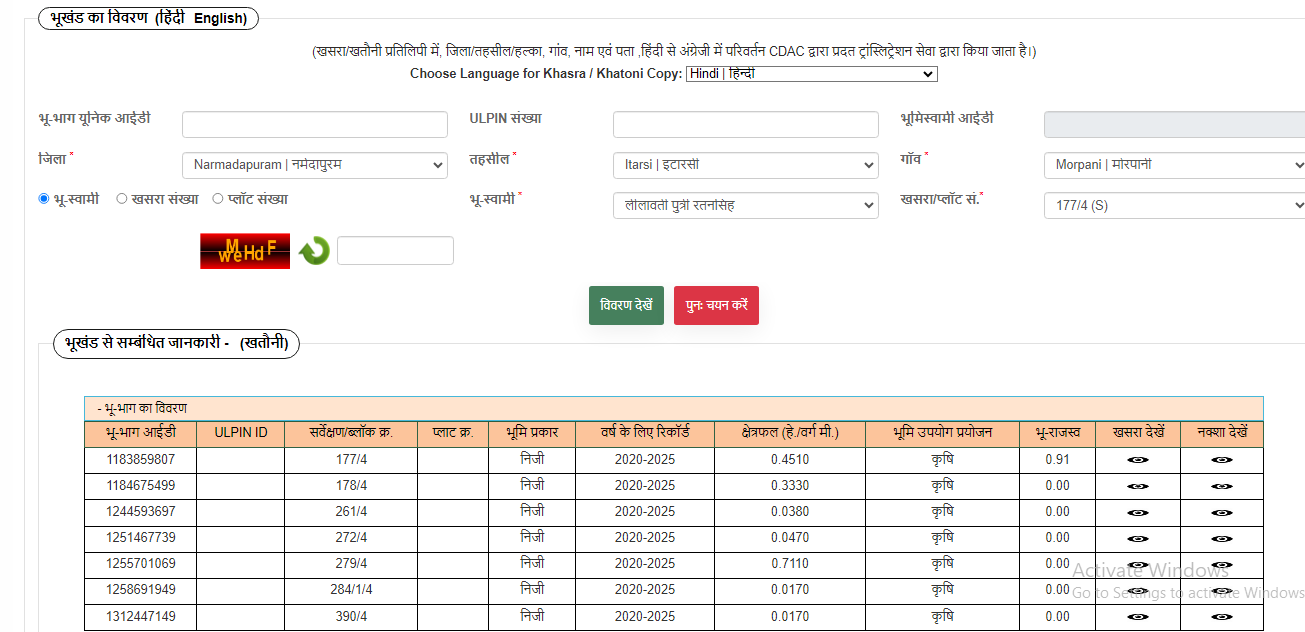 भूखंड का विवरण (हिंदी English)
(खसरा/खतौनी प्रतिलिपी में, जिला/तहसील/हल्का, गांव, नाम एवं पता ,हिंदी से अंग्रेजी में परिवर्तन CDAC द्वारा प्रदत ट्रांस्लिट्रेशन सेवा द्वारा किया जाता है।)
Choose Language for Khasra / Khatoni Copy: Hindi | हिन्दी
भू-भाग यूनिक आईडी ULPIN संख्या भूमिस्वामी आईडी
जिला * Narmadapuram | नर्मदापुरम तहसील * Itarsi | इटारसी गाँव * Morpani | मोरपानी
भू-स्वामी खसरा संख्या प्लॉट संख्या भू-स्वामी * लीलावती पुत्री रतनसिंह खसरा/प्लॉट सं.* 177/4 (S)
MweHdF
विवरण देखें पुनः चयन करें
भूखंड से सम्बंधित जानकारी - (खतौनी)
- भू-भाग का विवरण
भू-भाग आईडी ULPIN ID सर्वेक्षण/ब्लॉक क्र. प्लाट क्र. भूमि प्रकार वर्ष के लिए रिकॉर्ड क्षेत्रफल (हे./वर्ग मी.) भूमि उपयोग प्रयोजन भू-राजस्व खसरा देखें नक्शा देखें
1183859807 177/4 निजी 2020-2025 0.4510 कृषि 0.91
1184675499 178/4 निजी 2020-2025 0.3330 कृषि 0.00
1244593697 261/4 निजी 2020-2025 0.0380 कृषि 0.00
1251467739 272/4 निजी 2020-2025 0.0470 कृषि 0.00
1255701069 279/4 निजी 2020-2025 0.7110 कृषि 0.00
Activate Windows
1258691949 284/1/4 निजी 2020-2025 0.0170 कृषि 0.00
Go to Settings to activate Windows
1312447149 390/4 निजी 2020-2025 0.0170 कृषि 0.00